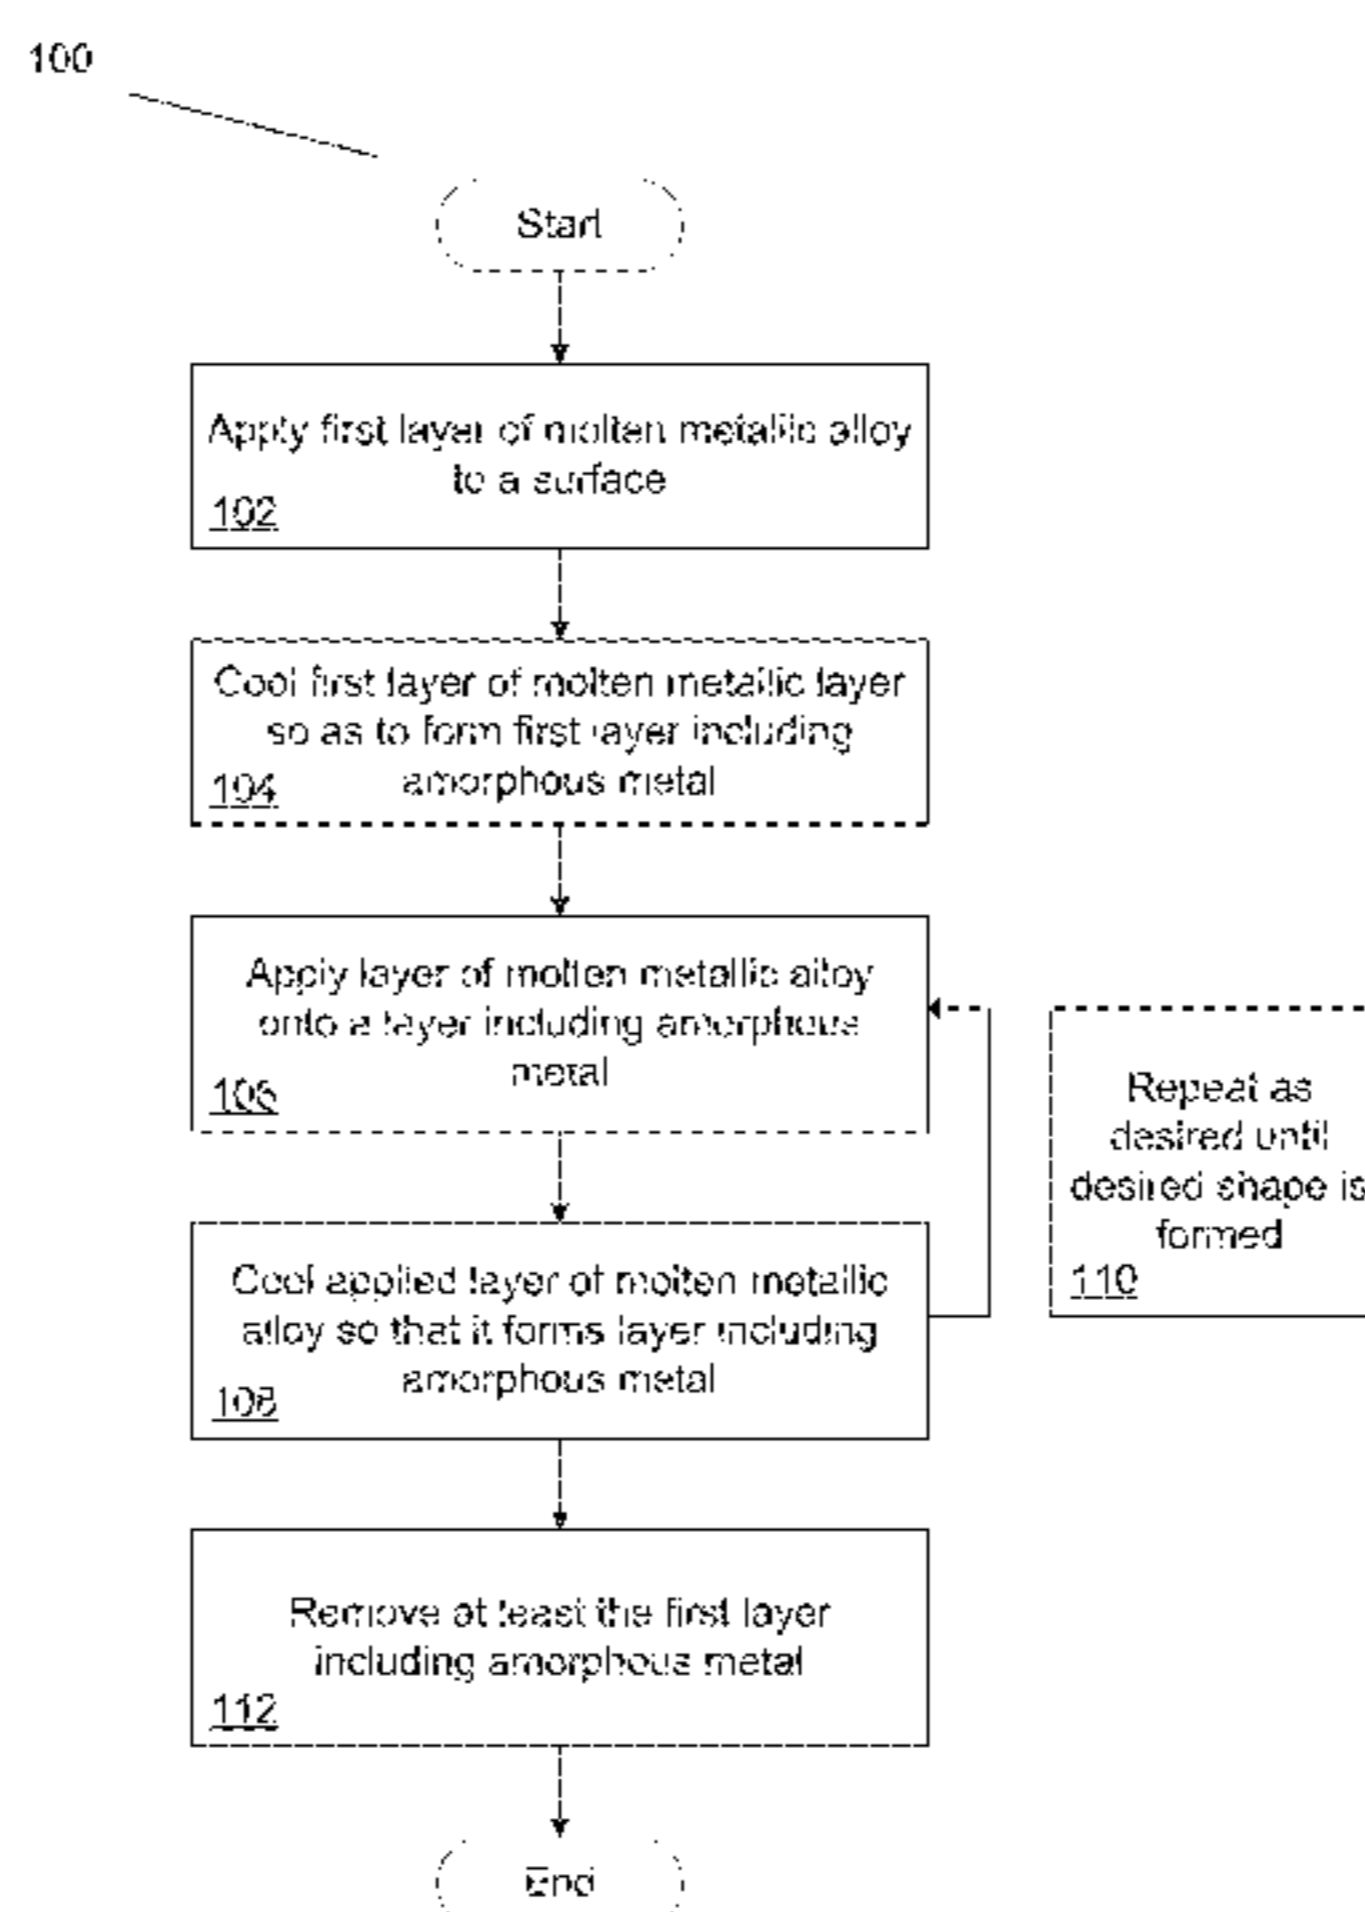 100
Start
Apply first layer of molten metallic alloy
to a surface
102
Cool first layer of molten metallic layer
so as to form first layer including
amorphous metal
104
Apply layer of molten metallic alloy
onto a layer including amorphous
metal
106
Repeat as
desired until
desired shape is
formed
110
Cool applied layer of molten metallic
alloy so that it forms layer including
amorphous metal
108
Remove at least the first layer
including amorphous metal
112
End